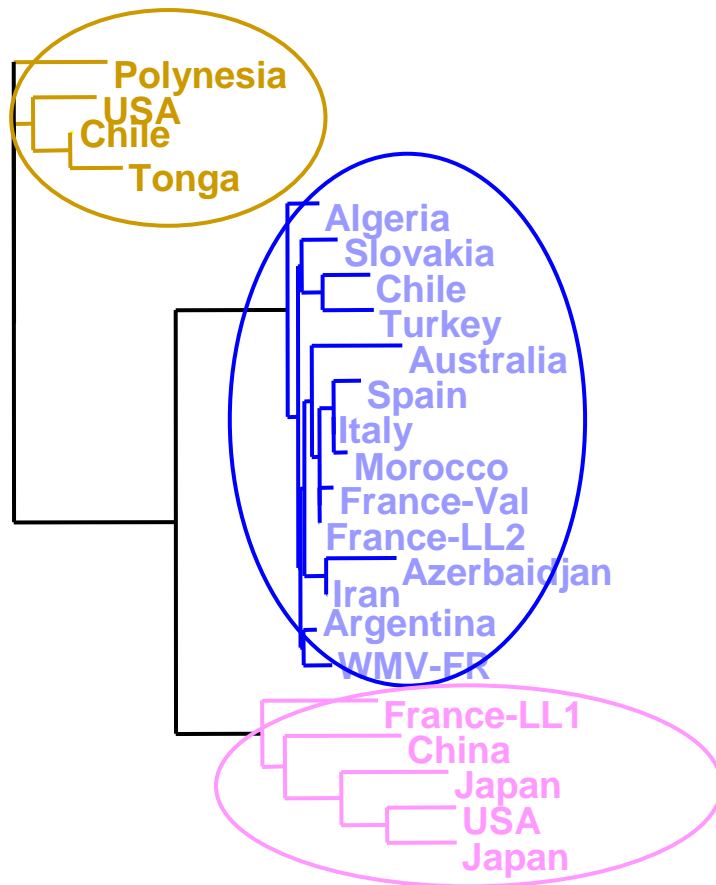 Polynesia
USA
Chile
Tonga
Algeria
Slovakia
Chile
Turkey
Australia
Spain
Italy
Morocco
France-Val
France-LL2
Azerbaidjan
Iran
Argentina
WMV-FR
France-LL1
China
Japan
USA
Japan